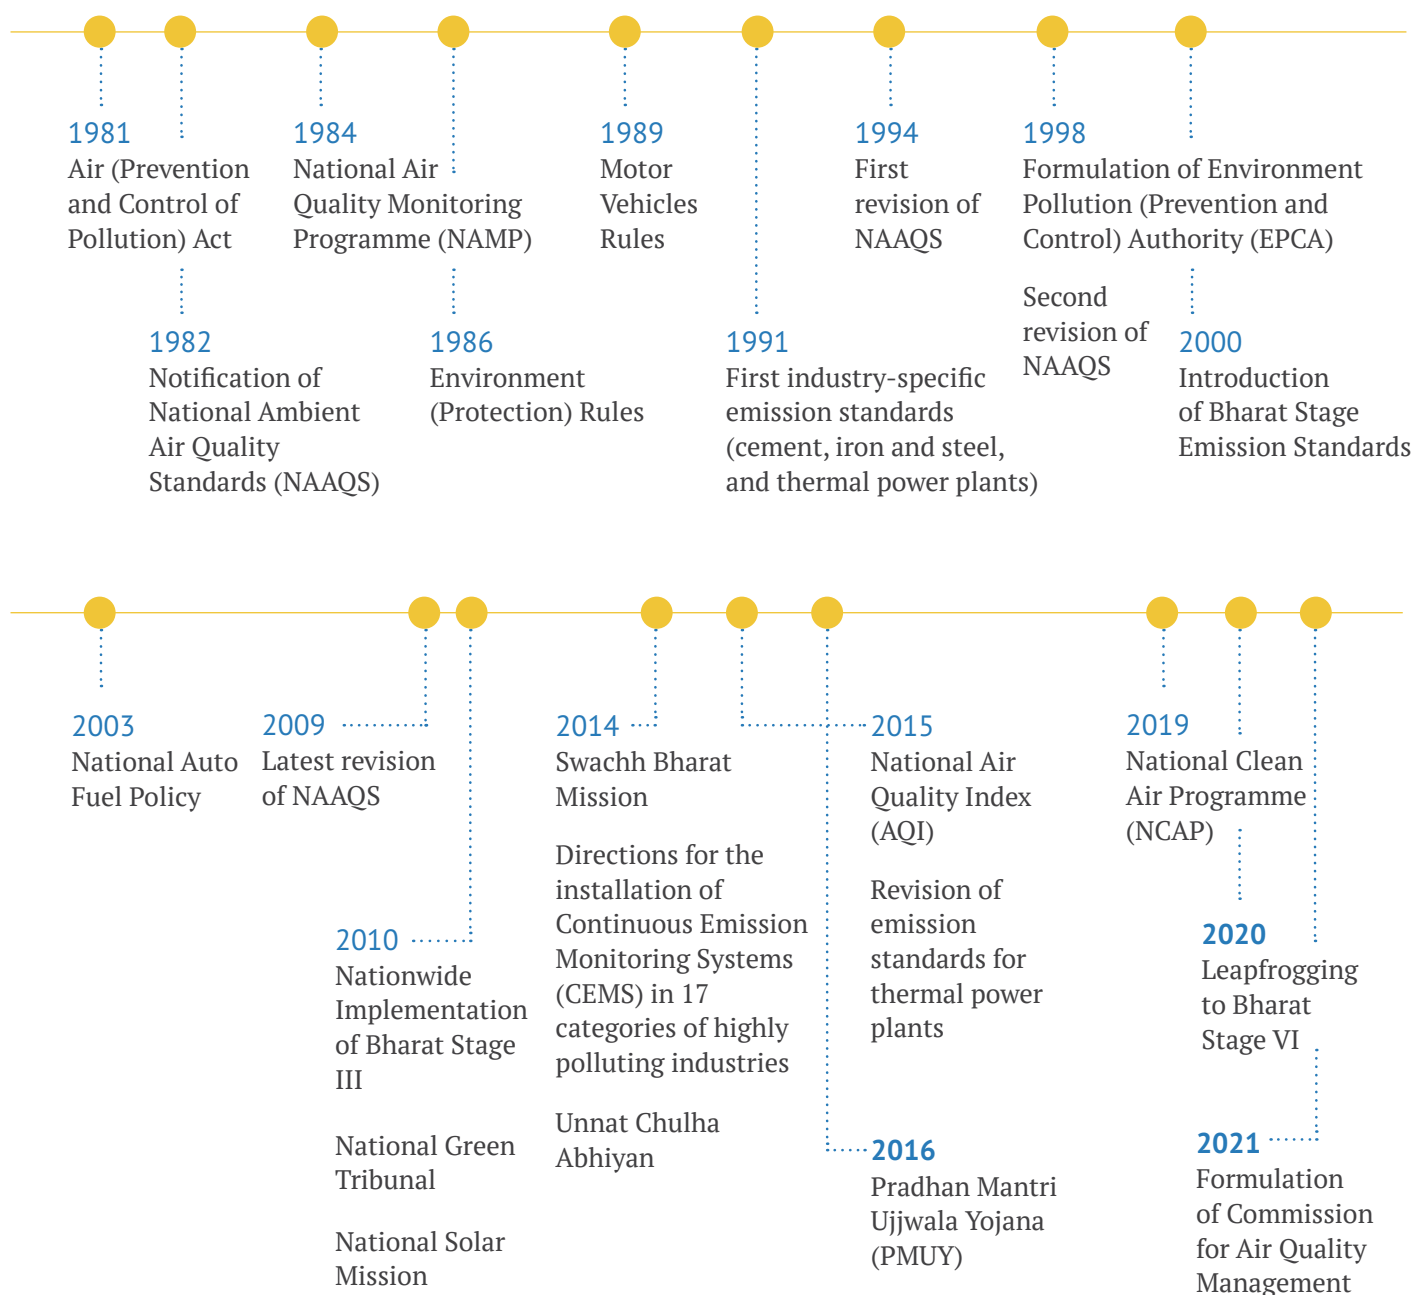 1981
Air (Prevention
and Control of
Pollution) Act
1982
Notification of
National Ambient
Air Quality
Standards (NAAQS)
1984
National Air
Quality Monitoring
Programme (NAMP)
1986
Environment
(Protection) Rules
1989
Motor
Vehicles
Rules
1991
First industry-specific
emission standards
(cement, iron and steel,
and thermal power plants)
1994
First
revision of
NAAQS
1998
Formulation of Environment
Pollution (Prevention and
Control) Authority (EPCA)
Second
revision of
NAAQS
2000
Introduction
of Bharat Stage
Emission Standards
2003
National Auto
Fuel Policy
2009
Latest revision
of NAAQS
2010
Nationwide
Implementation
of Bharat Stage
III
National Green
Tribunal
National Solar
Mission
2014
Swachh Bharat
Mission
Directions for the
installation of
Continuous Emission
Monitoring Systems
(CEMS) in 17
categories of highly
polluting industries
Unnat Chulha
Abhiyan
2015
National Air
Quality Index
(AQI)
Revision of
emission
standards for
thermal power
plants
2016
Pradhan Mantri
Ujjwala Yojana
(PMUY)
2019
National Clean
Air Programme
(NCAP)
2020
Leapfrogging
to Bharat
Stage VI
2021
Formulation
of Commission
for Air Quality
Management